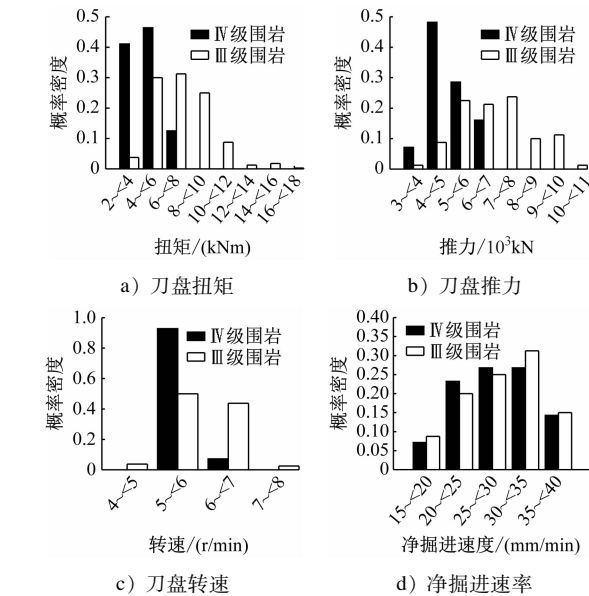 0.5
0.4
0.3
0.2
0.1
0
概率密度
Ⅳ级围岩
Ⅲ级围岩
2~<4
4~<6
6~<8
8~<10
10~<12
12~<14
14~<16
16~<18
扭矩/(kNm)
a）刀盘扭矩
0.5
0.4
0.3
0.2
0.1
0
概率密度
Ⅳ级围岩
Ⅲ级围岩
3~<4
4~<5
5~<6
6~<7
7~<8
8~<9
9~<10
10~<11
推力/10³kN
b）刀盘推力
1.0
0.8
0.6
0.4
0.2
0
概率密度
Ⅳ级围岩
Ⅲ级围岩
4~<5
5~<6
6~<7
7~<8
转速/(r/min)
c）刀盘转速
0.40
0.35
0.30
0.25
0.20
0.15
0.10
0.05
0
概率密度
Ⅳ级围岩
Ⅲ级围岩
15~<20
20~<25
25~<30
30~<35
35~<40
净掘进速度/(mm/min)
d）净掘进速率